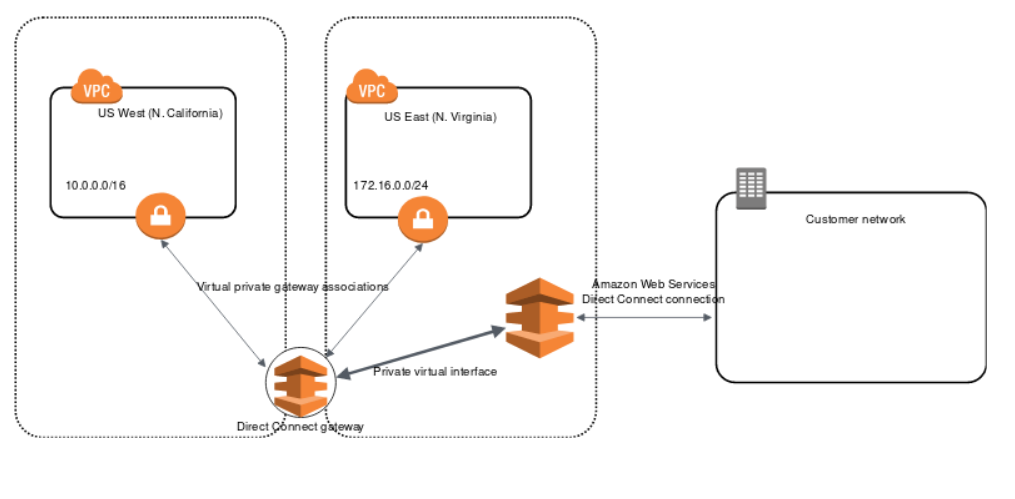 VPC
US West (N. California)
10.0.0.0/16
VPC
US East (N. Virginia)
172.16.0.0/24
Customer network
Virtual private gateway associations
Amazon Web Services
Direct Connect connection
Private virtual interface
Direct Connect gateway